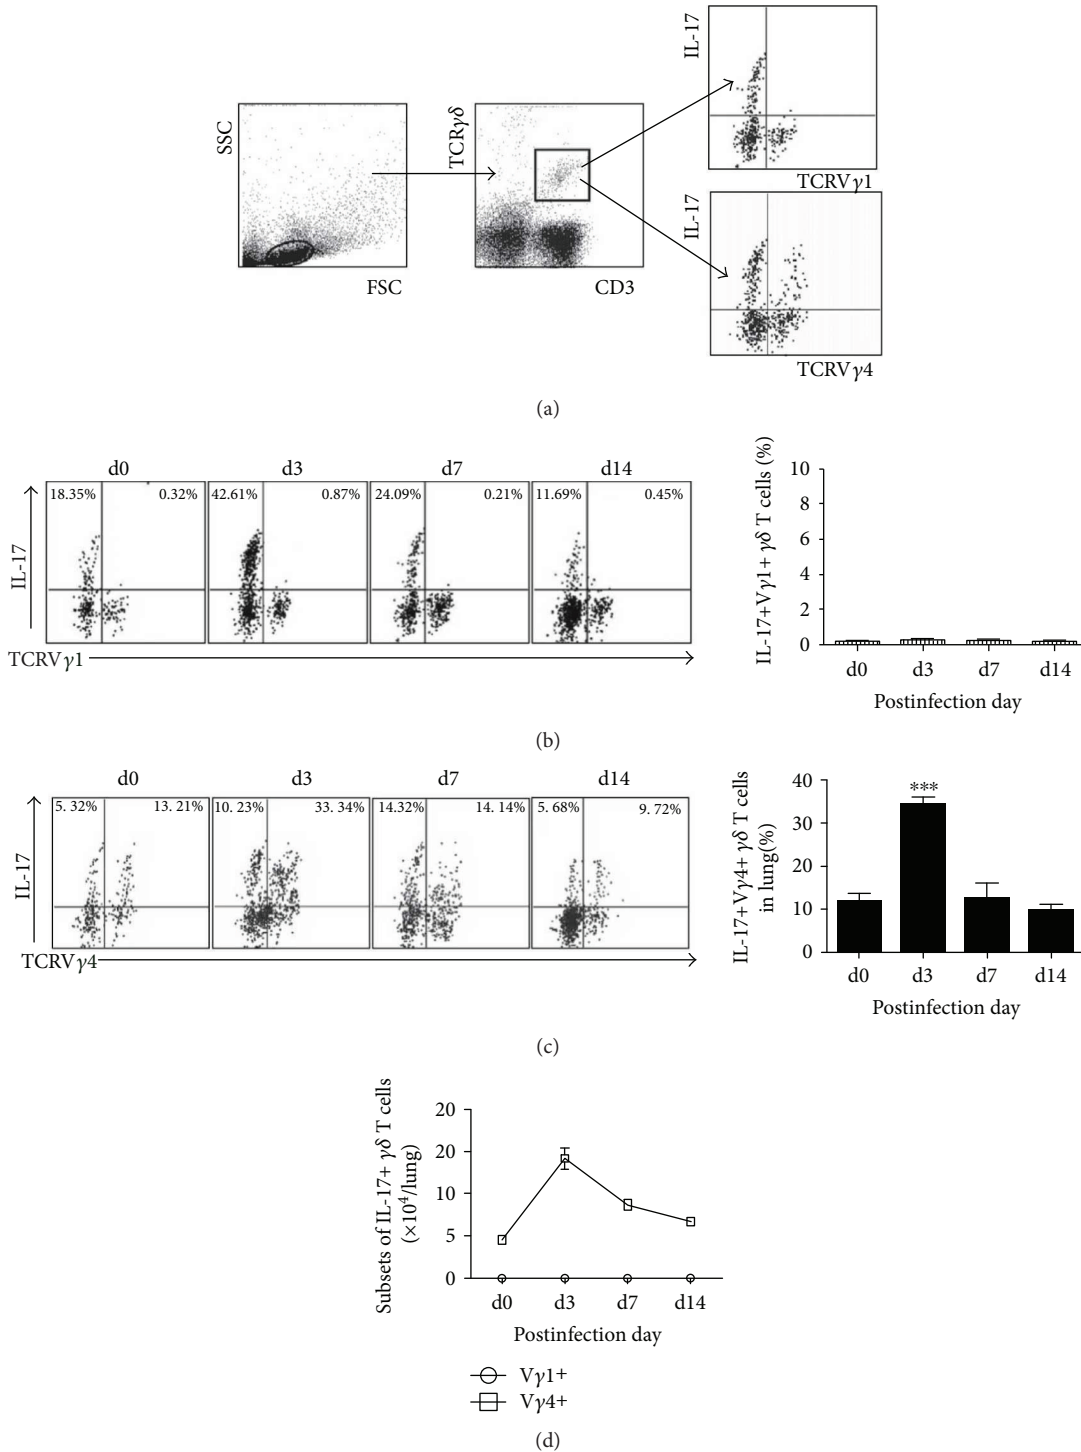 SSC
FSC
TCRγδ
CD3
IL-17
TCRVγ1
IL-17
TCRVγ4
(a)
d0 d3 d7 d14
18.35% 0.32% 42.61% 0.87% 24.09% 0.21% 11.69% 0.45%
IL-17
TCRVγ1
IL-17+Vγ1+ γδ T cells (%)
10
8
6
4
2
0
d0 d3 d7 d14
Postinfection day
(b)
d0 d3 d7 d14
5. 32% 13. 21% 10. 23% 33. 34% 14.32% 14. 14% 5. 68% 9. 72%
IL-17
TCRVγ4
IL-17+Vγ4+ γδ T cells
in lung(%)
40
30
20
10
0
***
d0 d3 d7 d14
Postinfection day
(c)
Subsets of IL-17+ γδ T cells
(×10⁴/lung)
20
20
10
5
0
d0 d3 d7 d14
Postinfection day
Vγ1+
Vγ4+
(d)